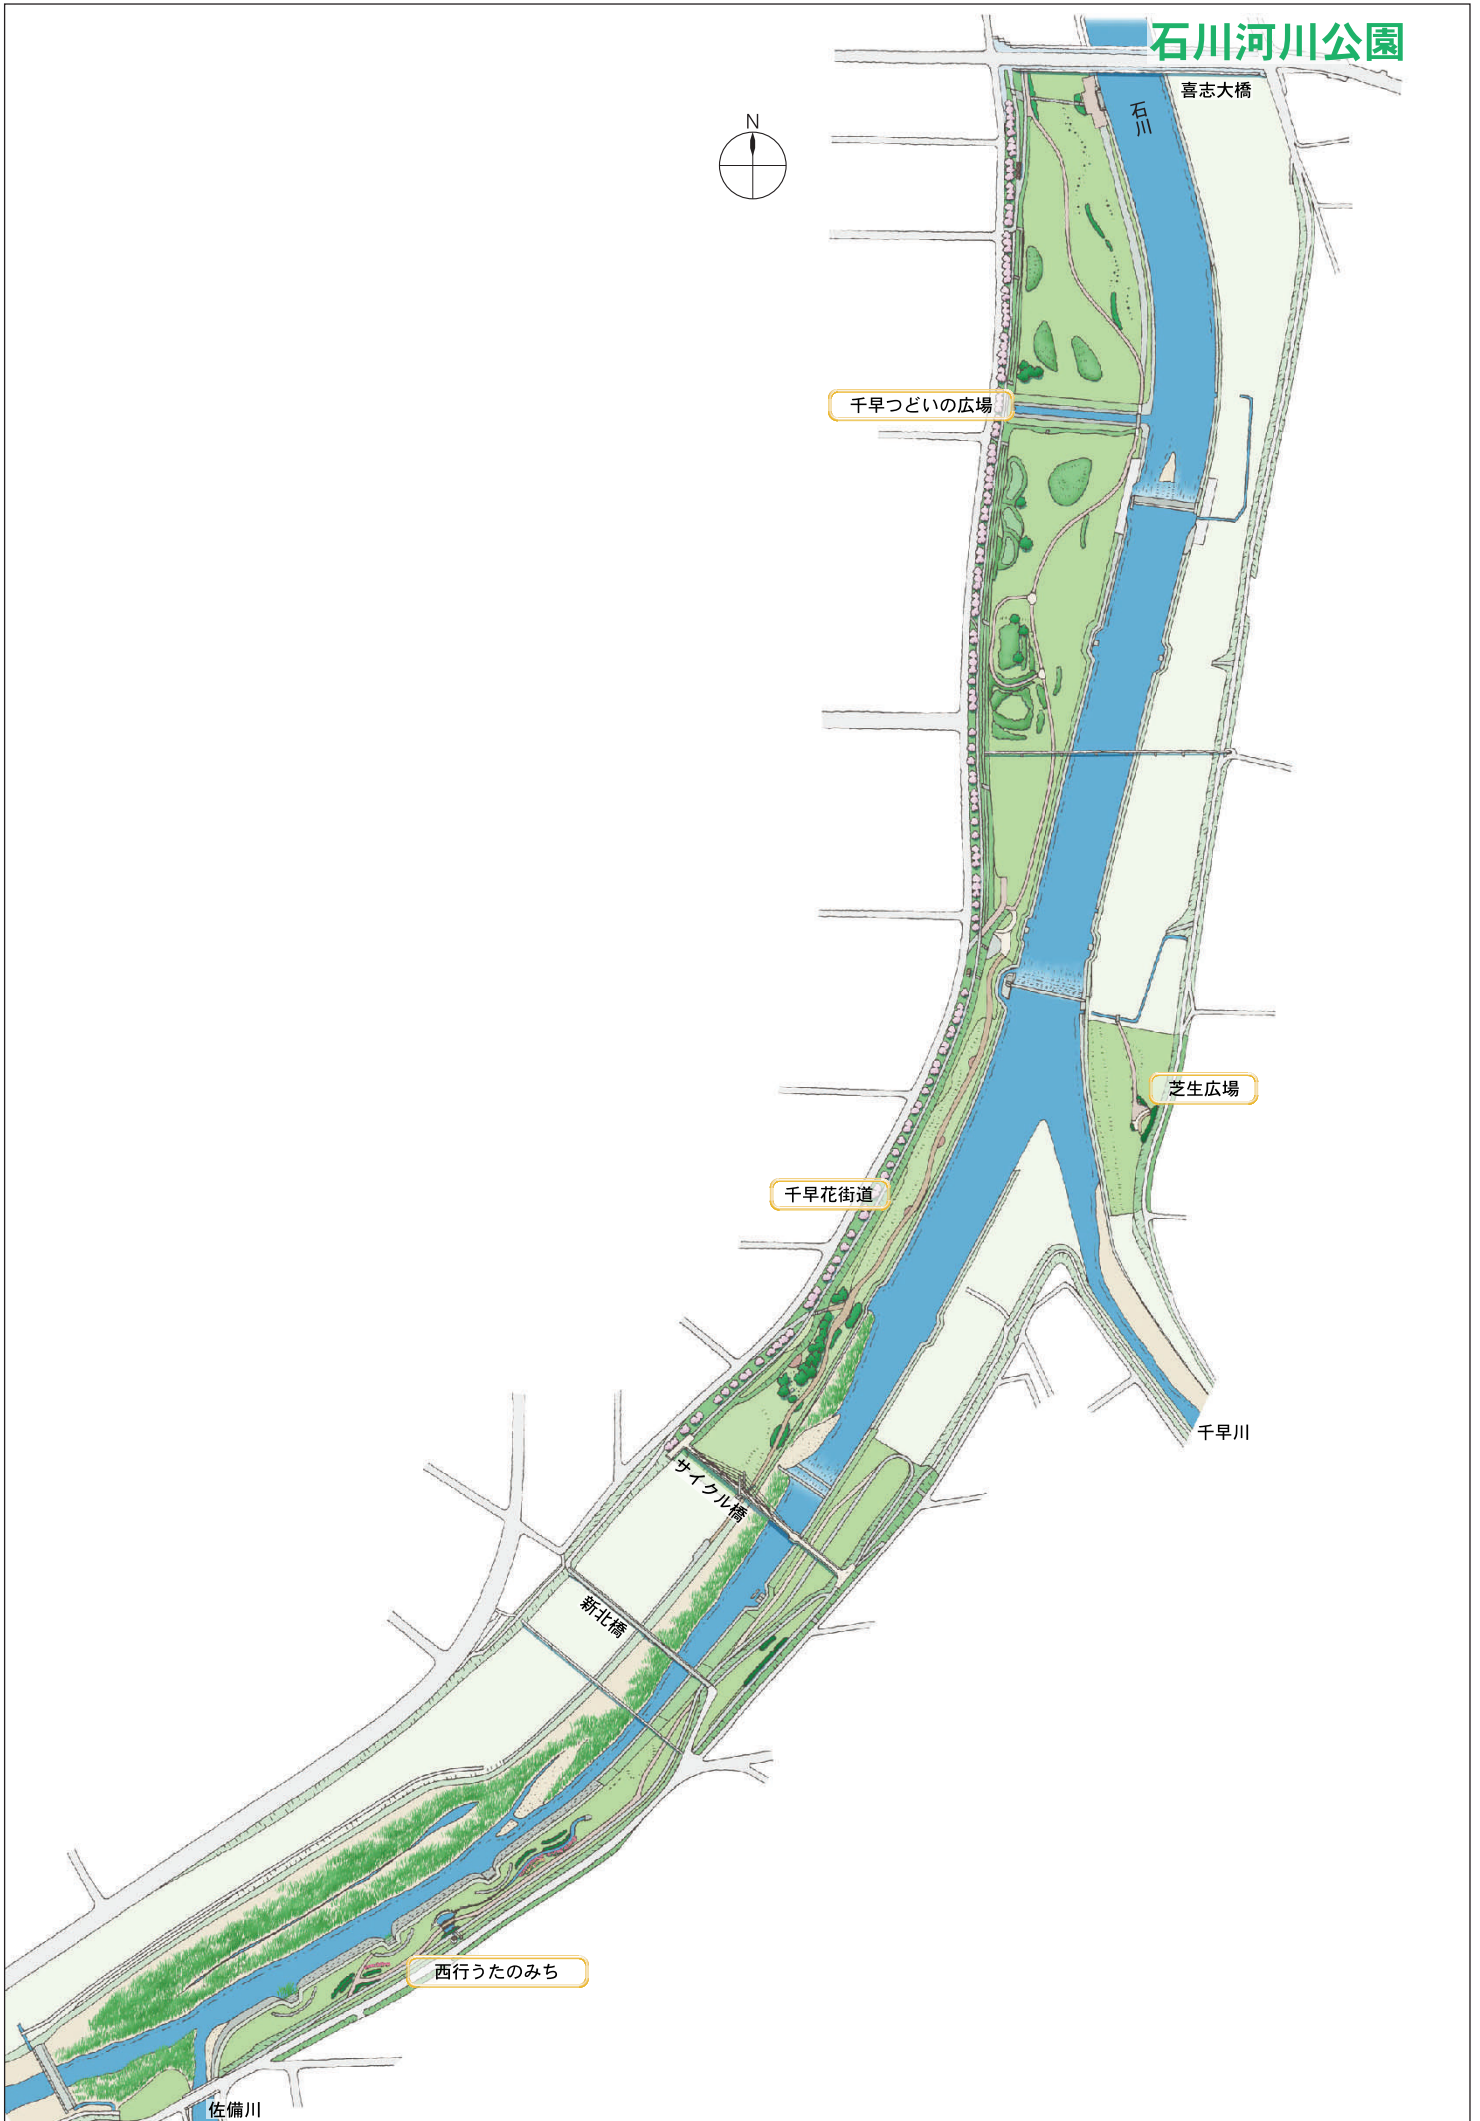 石川河川公園
喜志大橋
石川
N
千早つどいの広場
芝生広場
千早花街道
千早川
サイクル橋
新北橋
西行うたのみち
佐備川